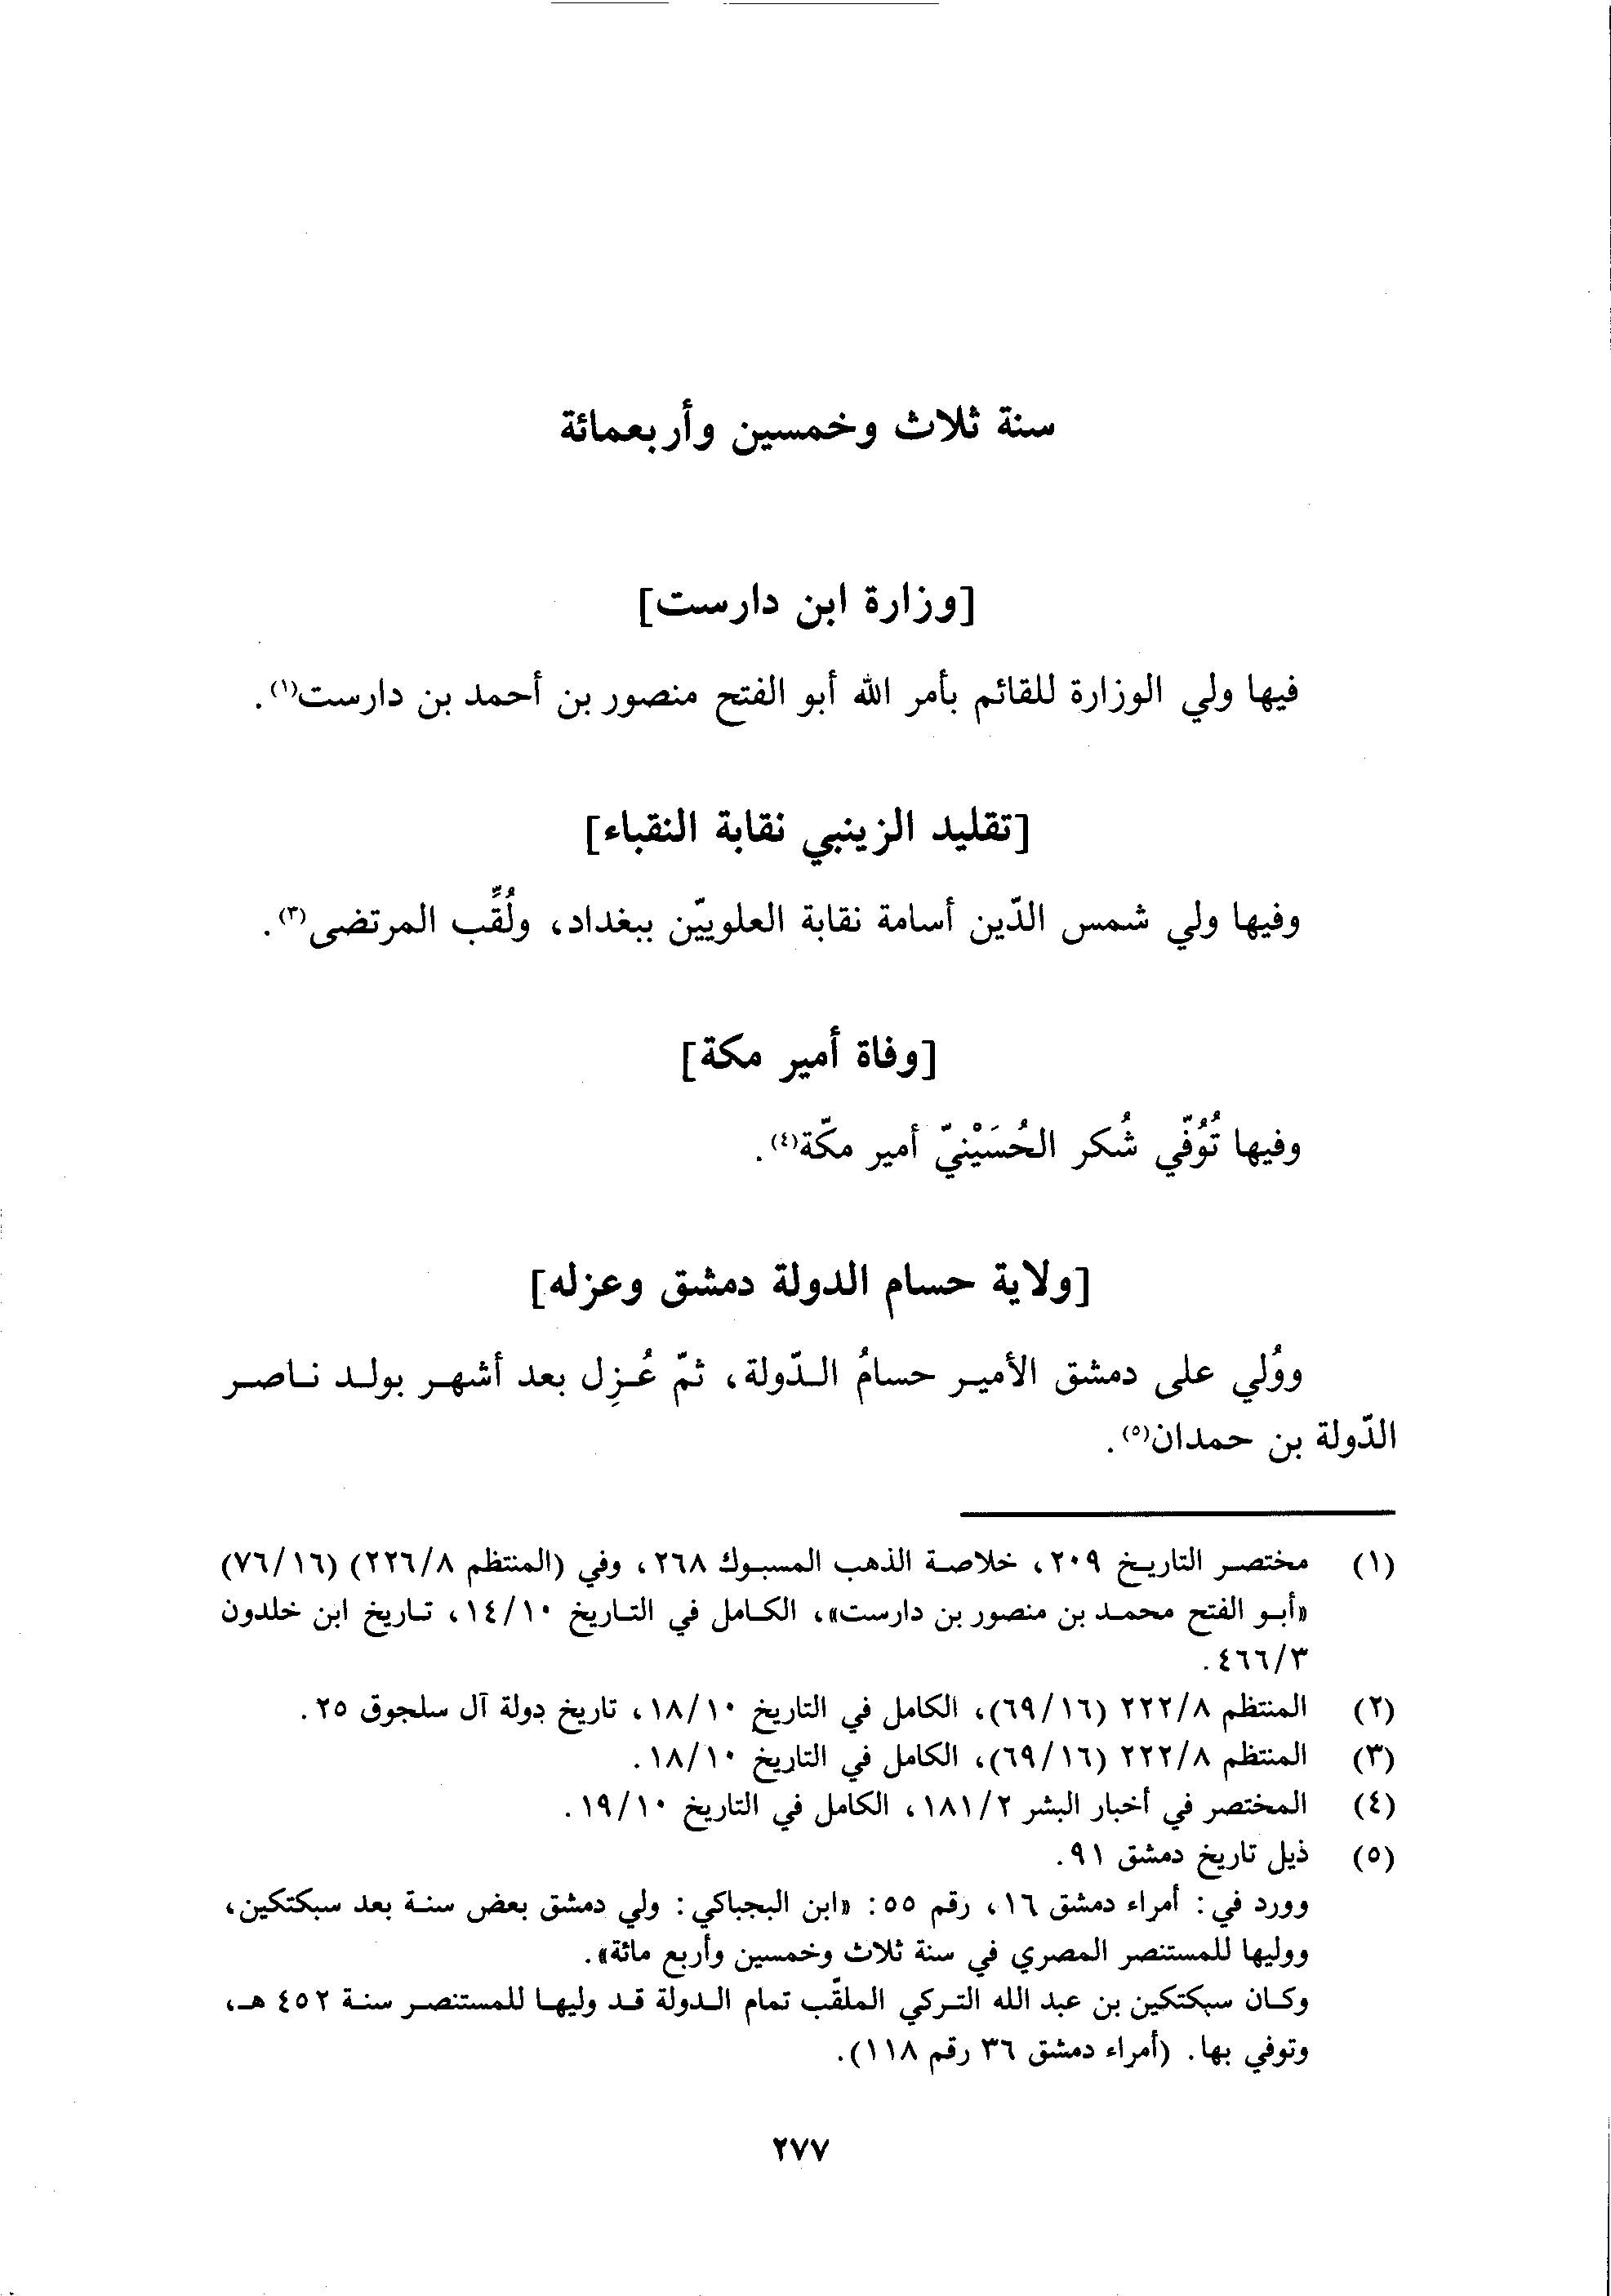 سنة ثلاث وخمسين وأربعمائة
[وزارة ابن دارست]
فيها ولي الوزارة للقائم بأمر الله أبو الفتح منصور بن أحمد بن دارست(١).
[تقليد الزينبي نقابة النقباء]
وفيها ولي شمس الدّين أسامة نقابة العلويّين ببغداد، ولُقِّب المرتضى(٣).
[وفاة أمير مكة]
وفيها تُوُفّي شُكر الحُسَيْنيّ أمير مكّة(٤).
[ولاية حسام الدولة دمشق وعزله]
ووُلي على دمشق الأمير حسامُ الدّولة، ثمّ عُزِل بعد أشهر بولد ناصر
الدّولة بن حمدان(٥).
(١) مختصر التاريخ ٢٠٩، خلاصة الذهب المسبوك ٢٦٨، وفي (المنتظم ٢٢٦/٨) (٧٦/١٦)
«أبو الفتح محمد بن منصور بن دارست»، الكامل في التاريخ ١٤/١٠، تاريخ ابن خلدون
٤٦٦/٣.
(٢) المنتظم ٢٢٢/٨ (٦٩/١٦)، الكامل في التاريخ ١٨/١٠، تاريخ دولة آل سلجوق ٢٥.
(٣) المنتظم ٢٢٢/٨ (٦٩/١٦)، الكامل في التاريخ ١٨/١٠.
(٤) المختصر في أخبار البشر ١٨١/٢، الكامل في التاريخ ١٩/١٠.
(٥) ذيل تاريخ دمشق ٩١.
وورد في: أمراء دمشق ١٦، رقم ٥٥: «ابن البجباكي: ولي دمشق بعض سنة بعد سبكتكين،
ووليها للمستنصر المصري في سنة ثلاث وخمسين وأربع مائة».
وكان سبكتكين بن عبد الله التركي الملقّب تمام الدولة قد وليها للمستنصر سنة ٤٥٢ هـ،
وتوفي بها. (أمراء دمشق ٣٦ رقم ١١٨).
٢٧٧